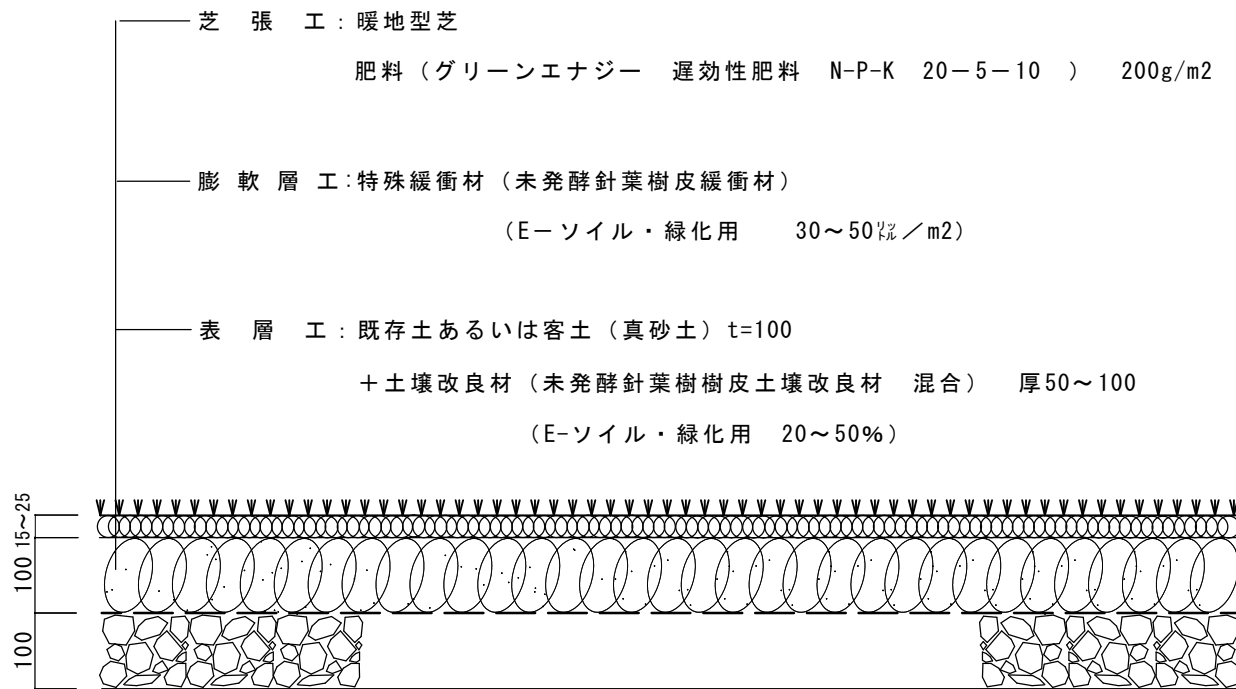 芝　張　工：暖地型芝
肥料（グリーンエナジー　遅効性肥料　N-P-K　20－5－10　）　200g/m2
膨 軟 層 工：特殊緩衝材（未発酵針葉樹皮緩衝材）
（E－ソイル・緑化用　30～50㍑／m2）
表　層　工：既存土あるいは客土（真砂土）t=100
＋土壌改良材（未発酵針葉樹樹皮土壌改良材　混合）　厚50～100
（E-ソイル・緑化用　20～50%）
15~25
100
100